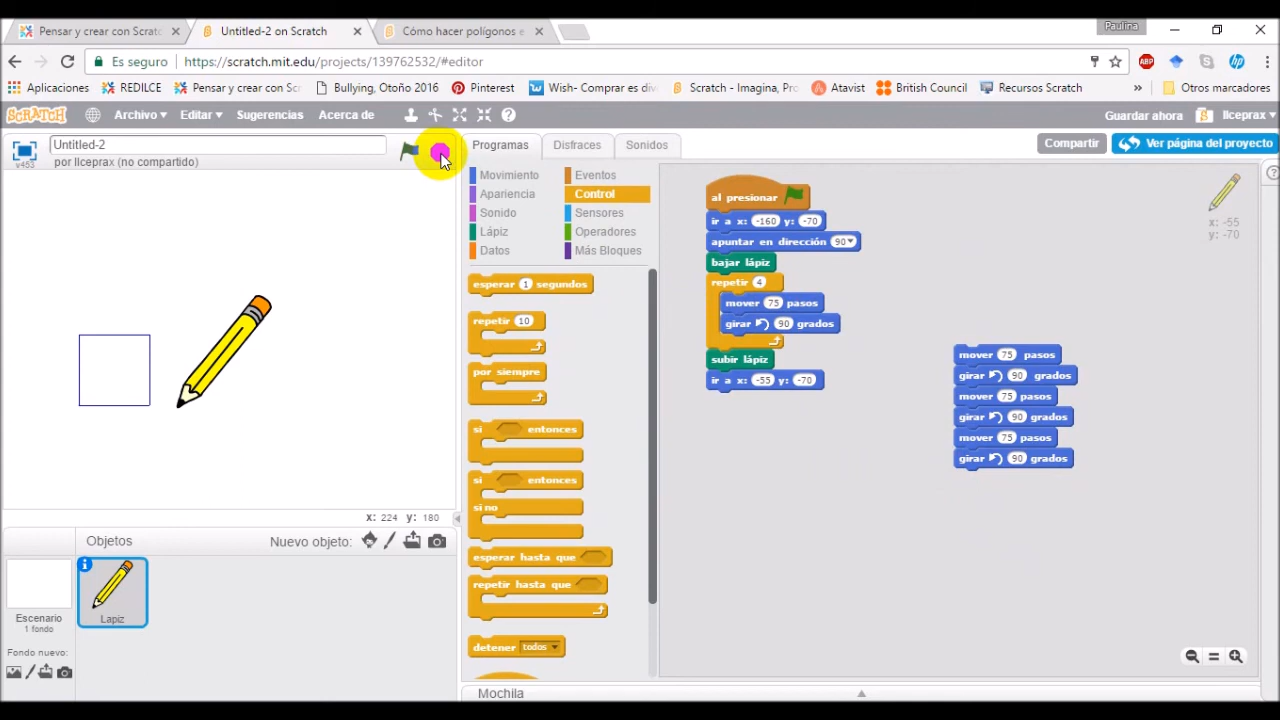 Paulina
Pensar y crear con Scratc
Untitled-2 on Scratch
Cómo hacer polígonos e
Es seguro
https://scratch.mit.edu/projects/139762532/#editor
ABP
Aplicaciones
REDILCE
Pensar y crear con Sc
Bullying, Otoño 2016
Pinterest
Wish- Comprar es div
Scratch - Imagina, Pro
Atavist
British Council
Recursos Scratch
»
Otros marcadores
SCRATCH
Archivo
Editar
Sugerencias
Acerca de
Guardar ahora
ilceprax
Untitled-2
por ilceprax (no compartido)
v453
Programas
Disfraces
Sonidos
Compartir
Ver página del proyecto
Movimiento
Eventos
Apariencia
Control
Sonido
Sensores
Lápiz
Operadores
Datos
Más Bloques
esperar 1 segundos
repetir 10
por siempre
si entonces
si entonces
si no
esperar hasta que
repetir hasta que
detener todos
al presionar
ir a x: -160 y: -70
apuntar en dirección 90
bajar lápiz
repetir 4
mover 75 pasos
girar 90 grados
subir lápiz
ir a x: -55 y: -70
mover 75 pasos
girar 90 grados
mover 75 pasos
girar 90 grados
mover 75 pasos
girar 90 grados
x: -55
y: -70
x: 224 y: 180
Objetos
Nuevo objeto:
Escenario
1 fondo
Fondo nuevo:
Lapiz
Mochila